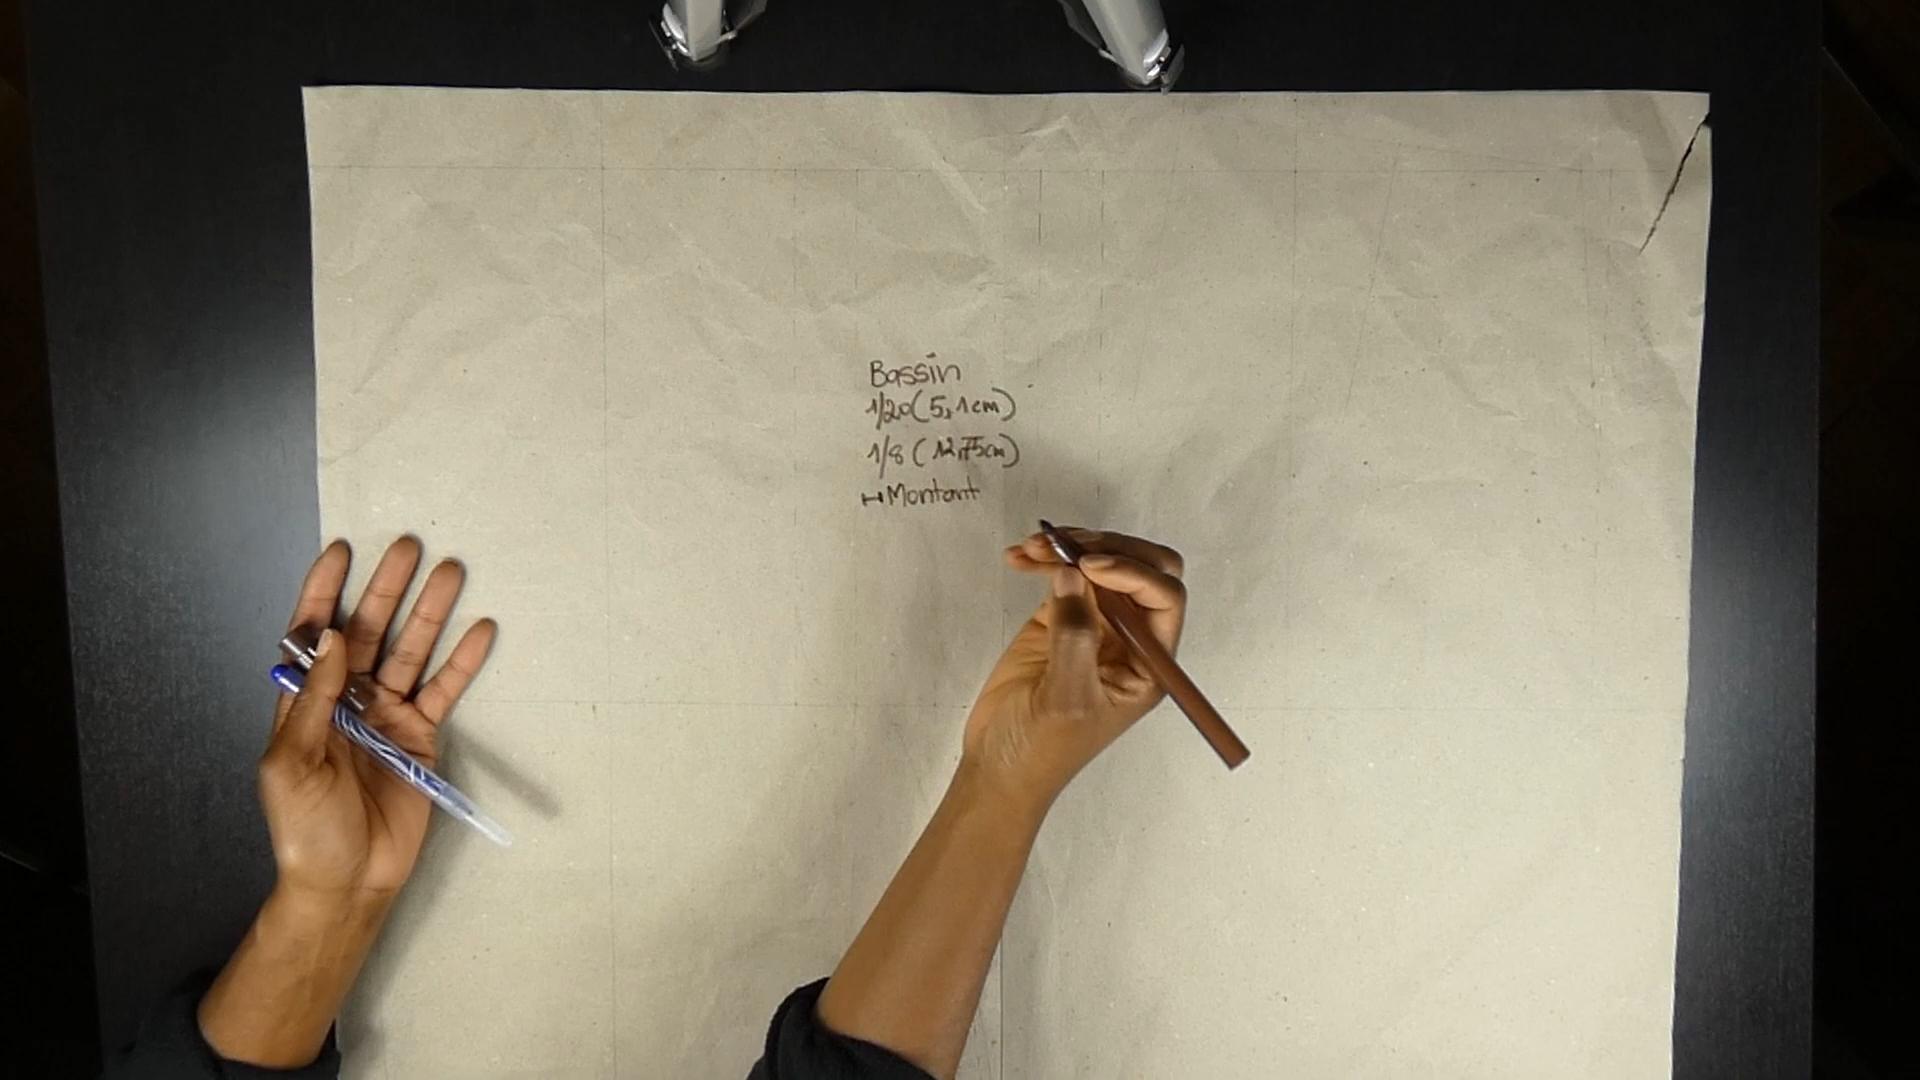 Bassin
1/20 (5,1cm)
1/8 (12,75cm)
↦ Montant